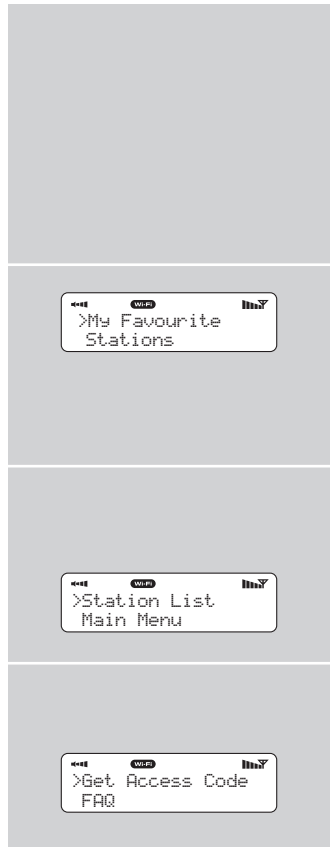 Wi-Fi
>My Favourite
Stations
Wi-Fi
>Station List
Main Menu
Wi-Fi
>Get Access Code
FAQ